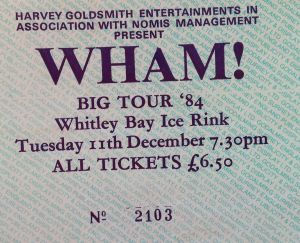 HARVEY GOLDSMITH ENTERTAINMENTS IN
ASSOCIATION WITH NOMIS MANAGEMENT
PRESENT
WHAM!
BIG TOUR '84
Whitley Bay Ice Rink
Tuesday 11th December 7.30pm
ALL TICKETS £6.50
No 2103